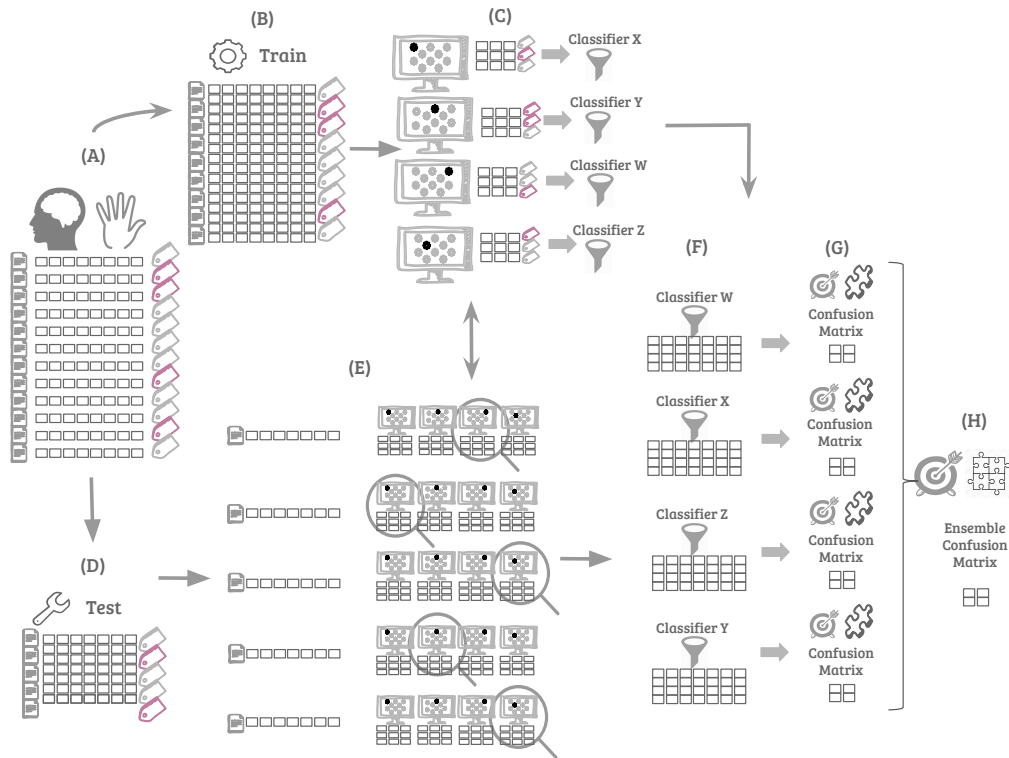 (A)
(B)
Train
(C)
Classifier X
Classifier Y
Classifier W
Classifier Z
(D)
Test
(E)
(F)
Classifier W
Classifier X
Classifier Z
Classifier Y
(G)
Confusion
Matrix
Confusion
Matrix
Confusion
Matrix
Confusion
Matrix
(H)
Ensemble
Confusion
Matrix